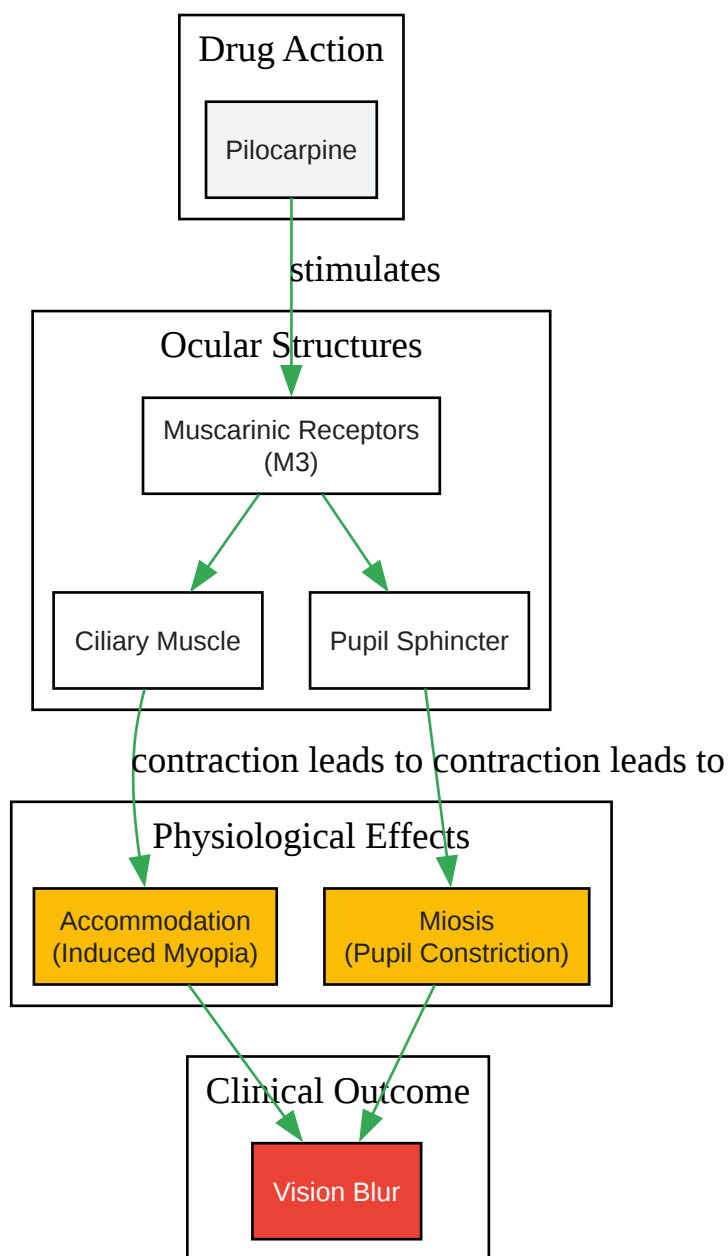 Drug Action
Pilocarpine
stimulates
Ocular Structures
Muscarinic Receptors
(M3)
Ciliary Muscle
Pupil Sphincter
contraction leads to
contraction leads to
Physiological Effects
Accommodation
(Induced Myopia)
Miosis
(Pupil Constriction)
Clinical Outcome
Vision Blur